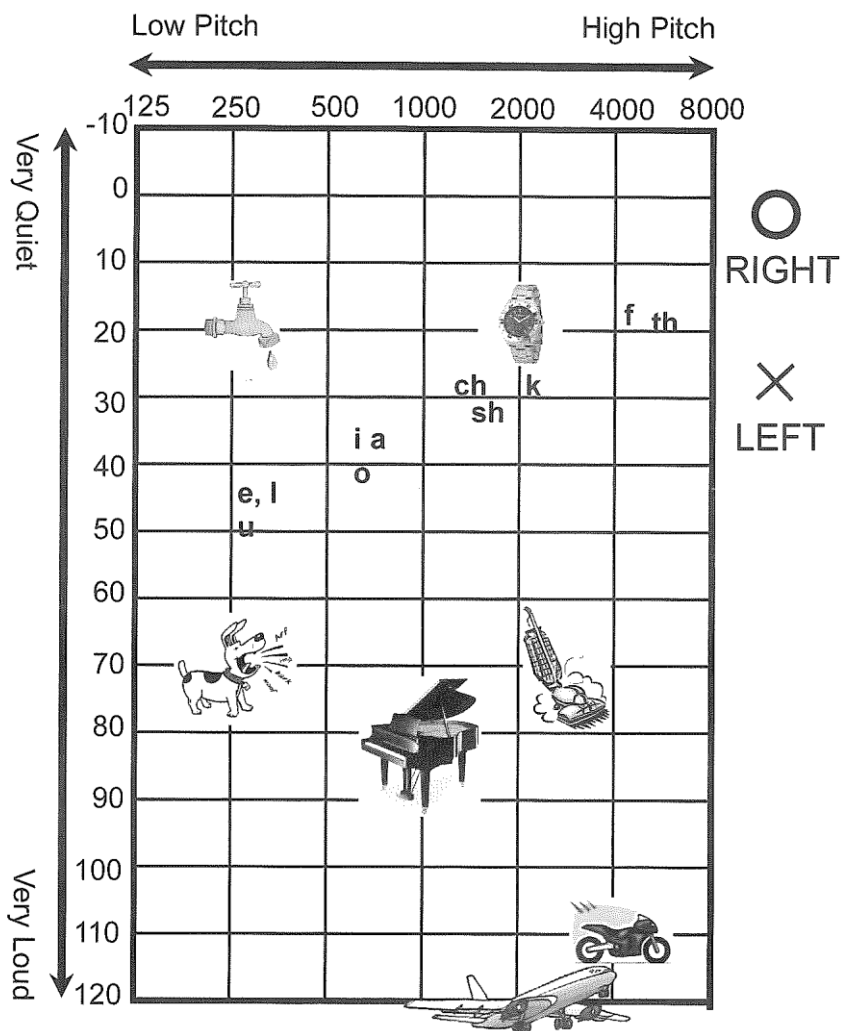 Low Pitch High Pitch
125 250 500 1000 2000 4000 8000
-10
Very Quiet
0
10
RIGHT
20
f th
ch k
30
sh
LEFT
i a
40
o
e, l
50
u
60
70
80
90
100
Very Loud
110
120